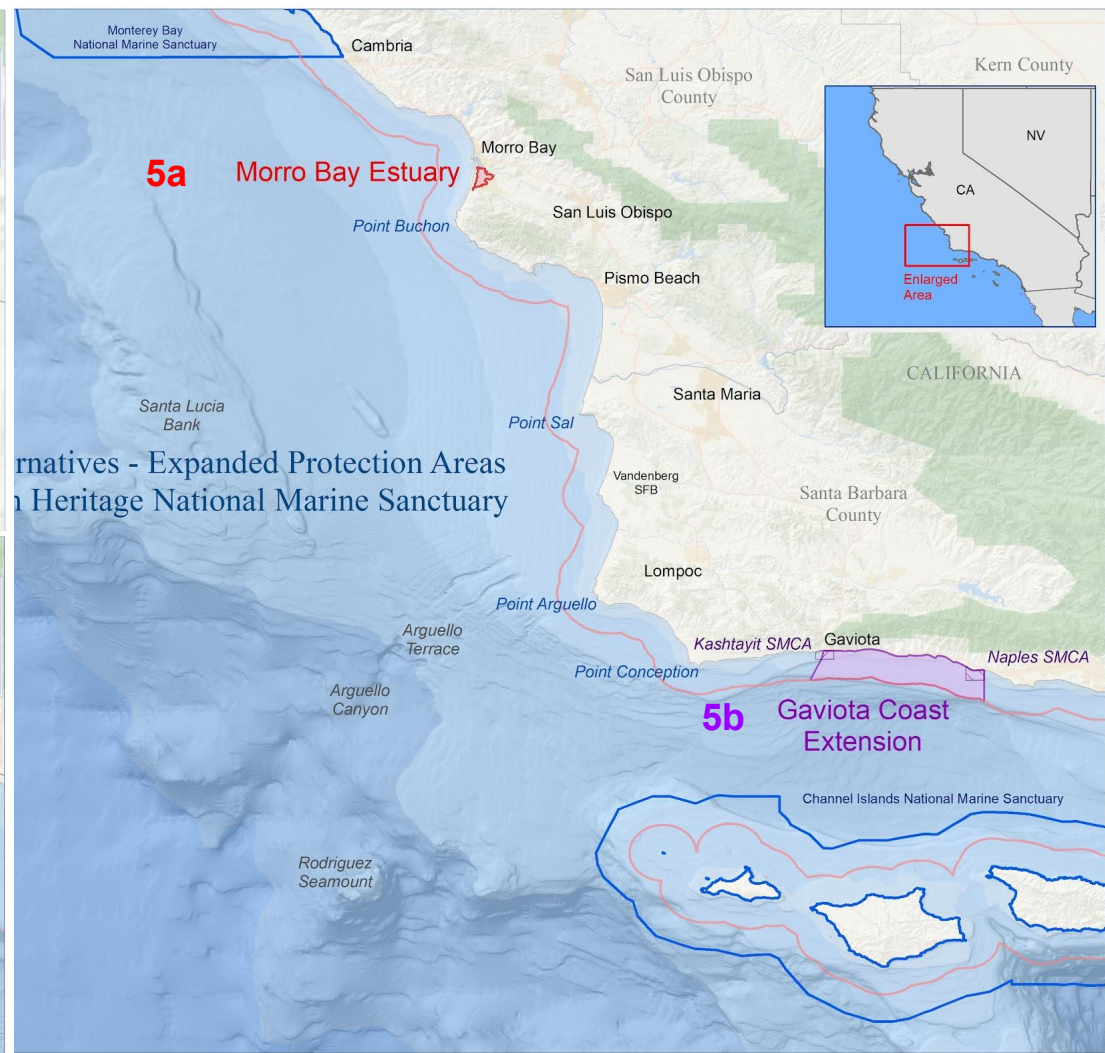 Monterey Bay
National Marine Sanctuary
Cambria
San Luis Obispo
County
Kern County
NV
CA
Enlarged
Area
5a
Morro Bay Estuary
Morro Bay
San Luis Obispo
Point Buchon
Pismo Beach
CALIFORNIA
Santa Maria
Santa Lucia
Bank
Point Sal
rnatives - Expanded Protection Areas
n Heritage National Marine Sanctuary
Vandenberg
SFB
Santa Barbara
County
Lompoc
Point Arguello
Arguello
Terrace
Kashtayit SMCA
Gaviota
Naples SMCA
Point Conception
Arguello
Canyon
5b
Gaviota Coast
Extension
Channel Islands National Marine Sanctuary
Rodriguez
Seamount